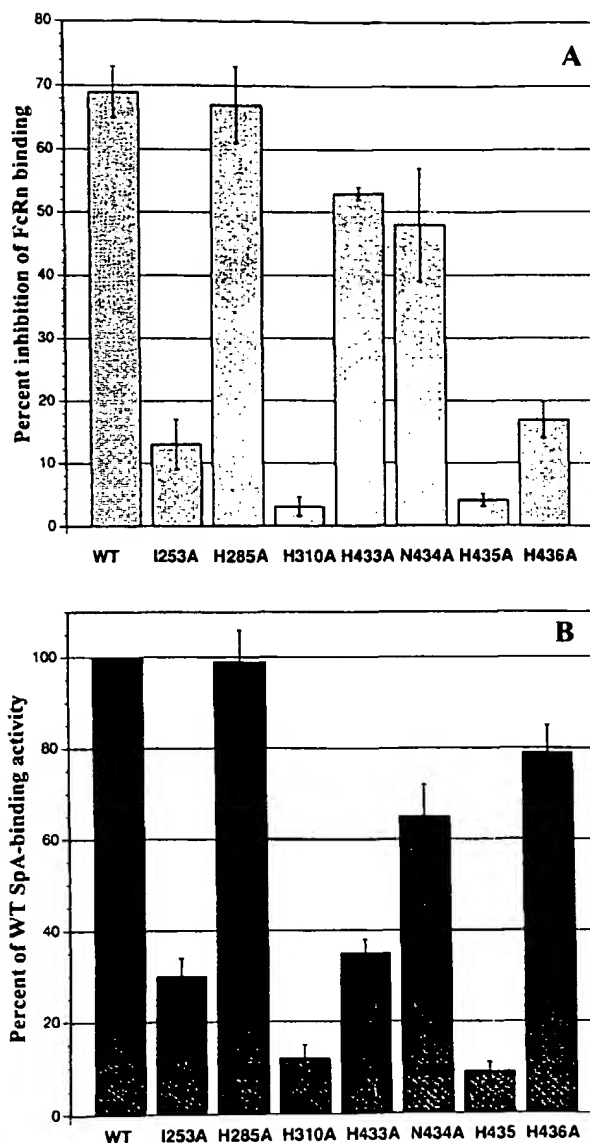 A
Percent inhibition of FcRn binding
80
70
60
50
40
30
20
10
0
WT I253A H285A H310A H433A N434A H435A H436A
B
Percent of WT SpA-binding activity
100
80
60
40
20
0
WT I253A H285A H310A H433A N434A H435 H436A